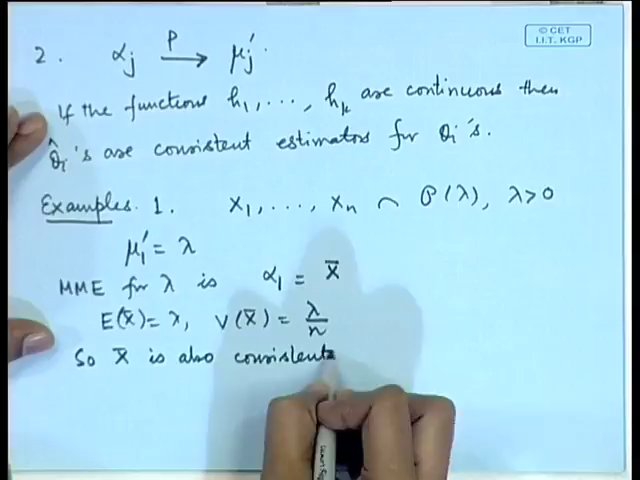 © CET
I.I.T. KGP
2. αj →P μj'.
If the functions h1, ..., hk are continuous then
θ̂i's are consistent estimators for θi's.
Examples. 1. X1, ..., Xn ∩ P(λ), λ>0
μ1' = λ
MME for λ is α1 = X̄
E(X̄) = λ, V(X̄) = λ/n
So X̄ is also consistent